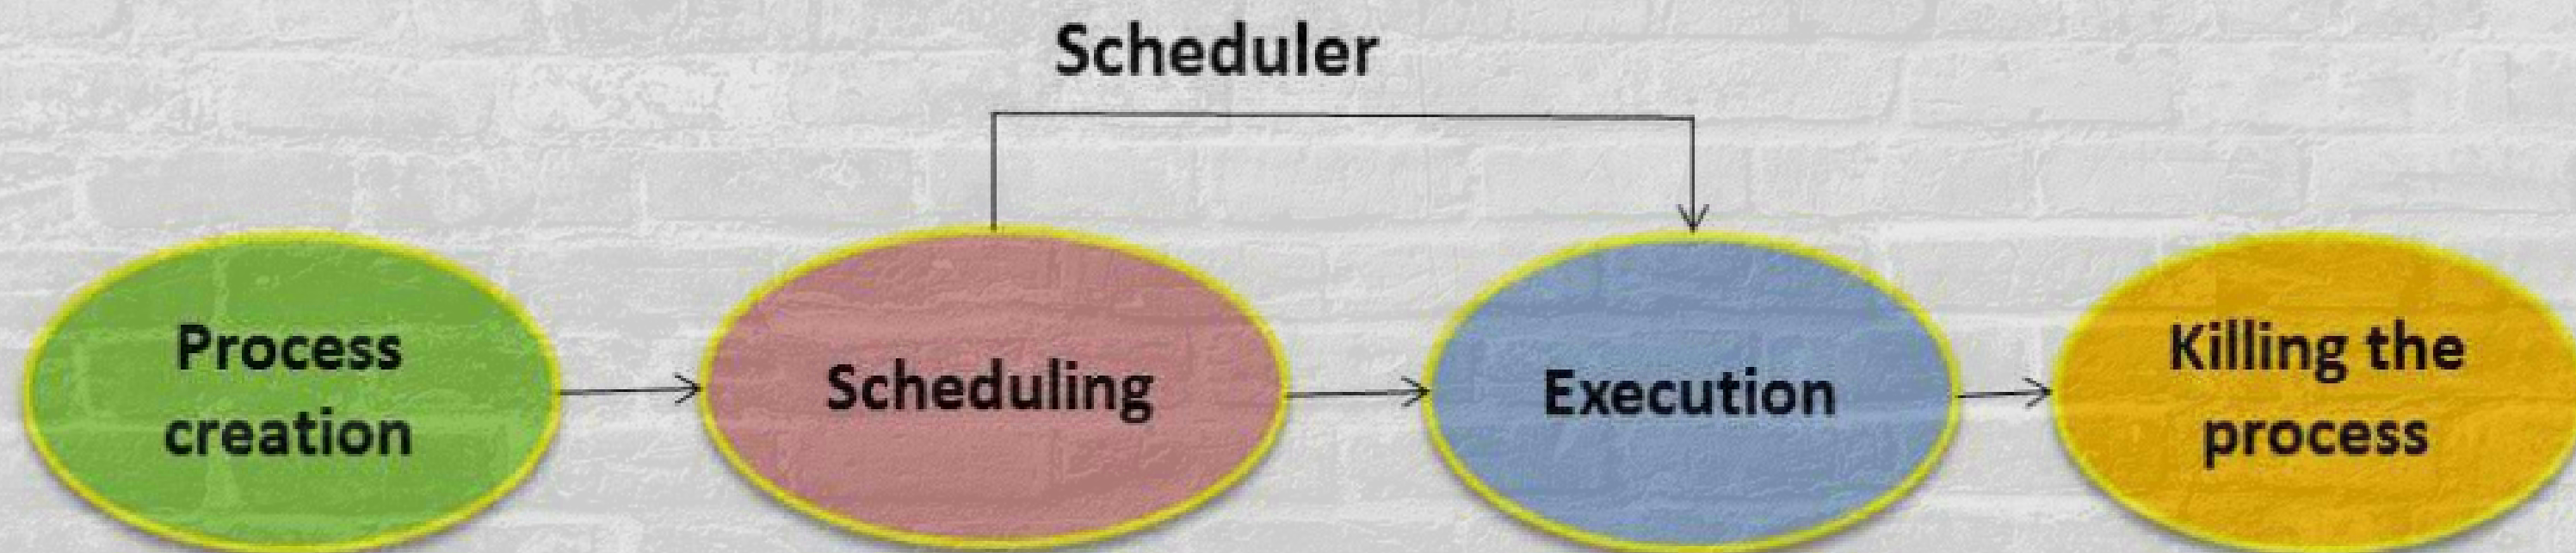 Scheduler
Process
creation
Scheduling
Execution
Killing the
process